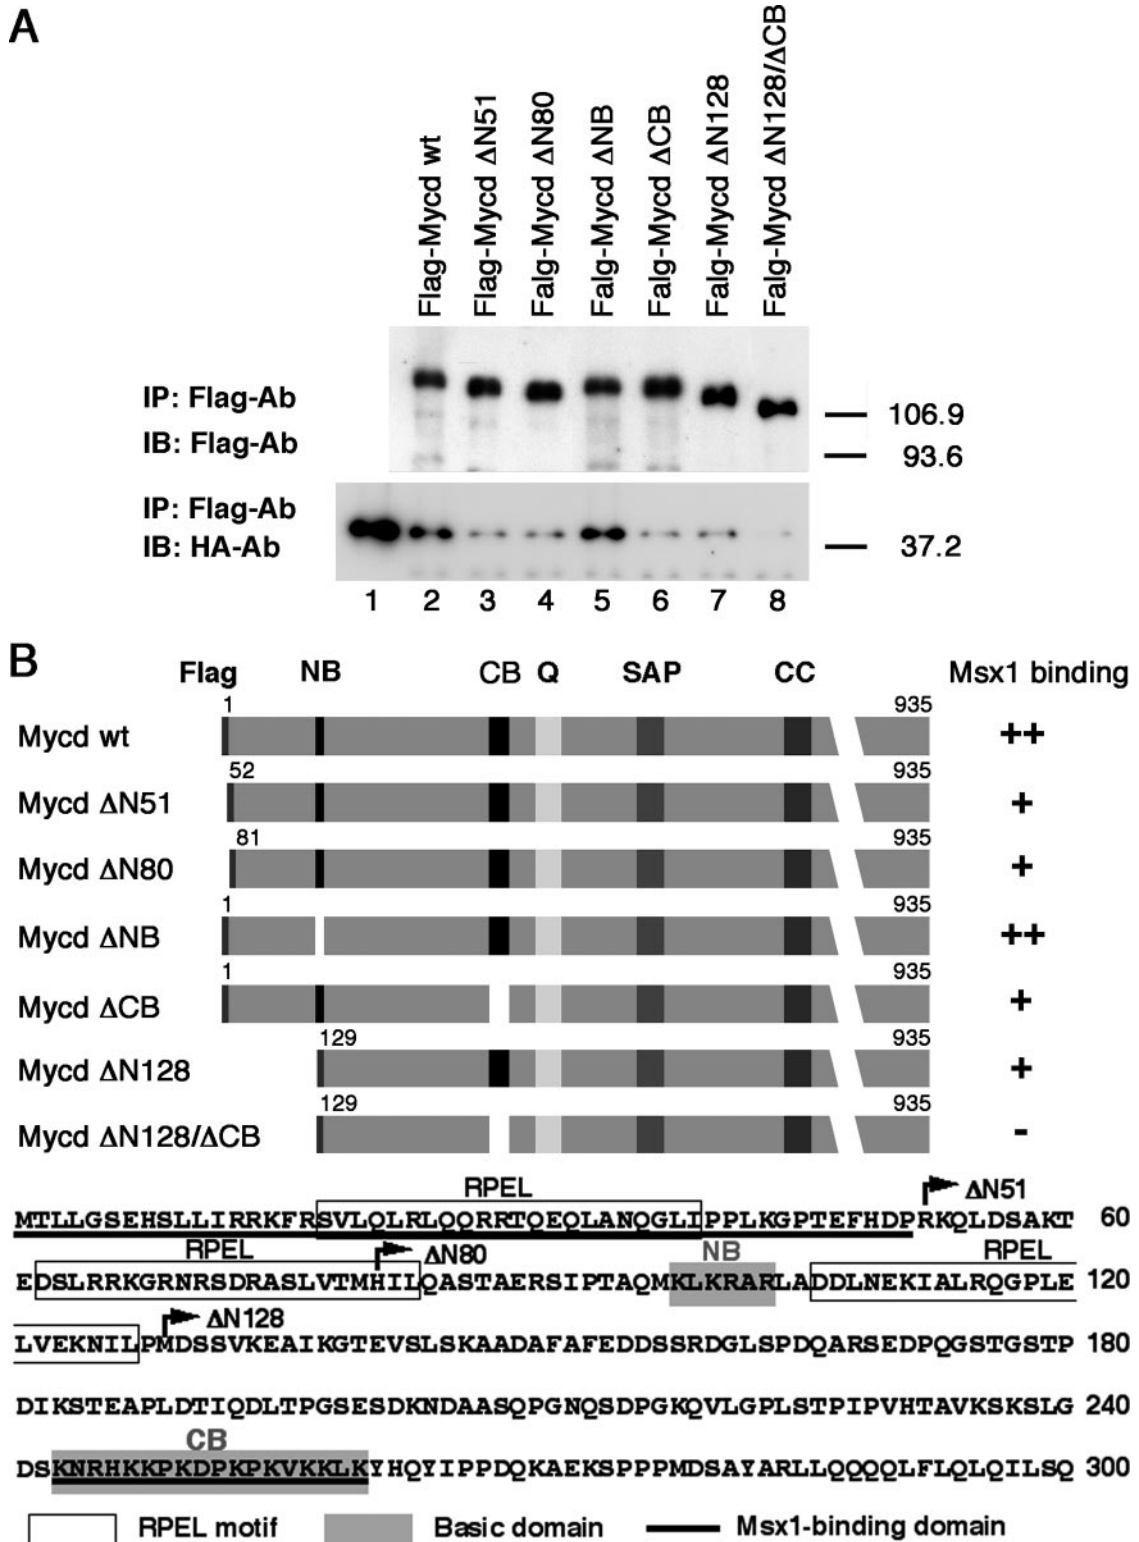 A
Flag-Mycd wt
Flag-Mycd ΔN51
Falg-Mycd ΔN80
Falg-Mycd ΔNB
Falg-Mycd ΔCB
Falg-Mycd ΔN128
Falg-Mycd ΔN128/ΔCB
IP: Flag-Ab
IB: Flag-Ab
106.9
93.6
IP: Flag-Ab
IB: HA-Ab
37.2
1 2 3 4 5 6 7 8
B
Flag NB CB Q SAP CC Msx1 binding
1 935
Mycd wt ++
52 935
Mycd ΔN51 +
81 935
Mycd ΔN80 +
1 935
Mycd ΔNB ++
1 935
Mycd ΔCB +
129 935
Mycd ΔN128 +
129 935
Mycd ΔN128/ΔCB -
RPEL ΔN51
MTLLGSEHSLLIRRKFRSVLQLRLQQRRTQEQLANQGLIPPLKGPTEFHDPRKQLDSAKT 60
RPEL ΔN80 NB RPEL
EDSLRRKGRNRSDRASLVTMHILQASTAERSIPTAQMKLKRARLADDLNEKIALRQGPLE 120
ΔN128
LVEKNILPMDSSVKEAIKGTEVSLSKAADAFAFEDDSSRDGLSPDQARSEDPQGSTGSTP 180
DIKSTEAPLDTIQDLTPGSESDKNDAASQPGNQSDPGKQVLGPLSTPIPVHTAVKSKSLG 240
CB
DSKNRHKKPKDPKPKVKKLKYHQYIPPDQKAEKSPPPMDSAYARLLQQQQLFLQLQILSQ 300
RPEL motif Basic domain Msx1-binding domain